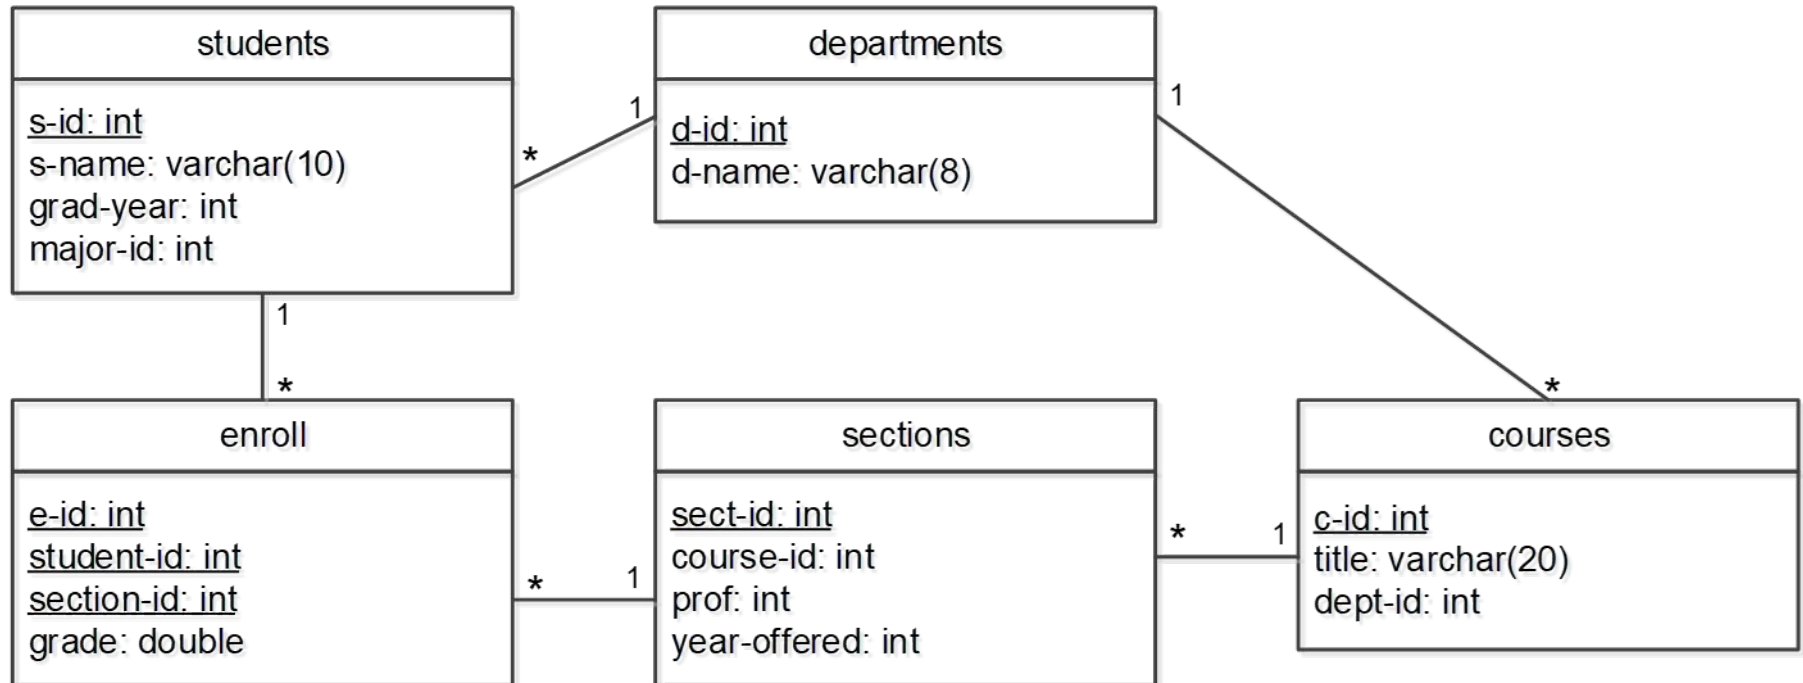 students
s-id: int
s-name: varchar(10)
grad-year: int
major-id: int
departments
d-id: int
d-name: varchar(8)
1
*
1
*
1
*
enroll
e-id: int
student-id: int
section-id: int
grade: double
*
1
sections
sect-id: int
course-id: int
prof: int
year-offered: int
*
1
courses
c-id: int
title: varchar(20)
dept-id: int